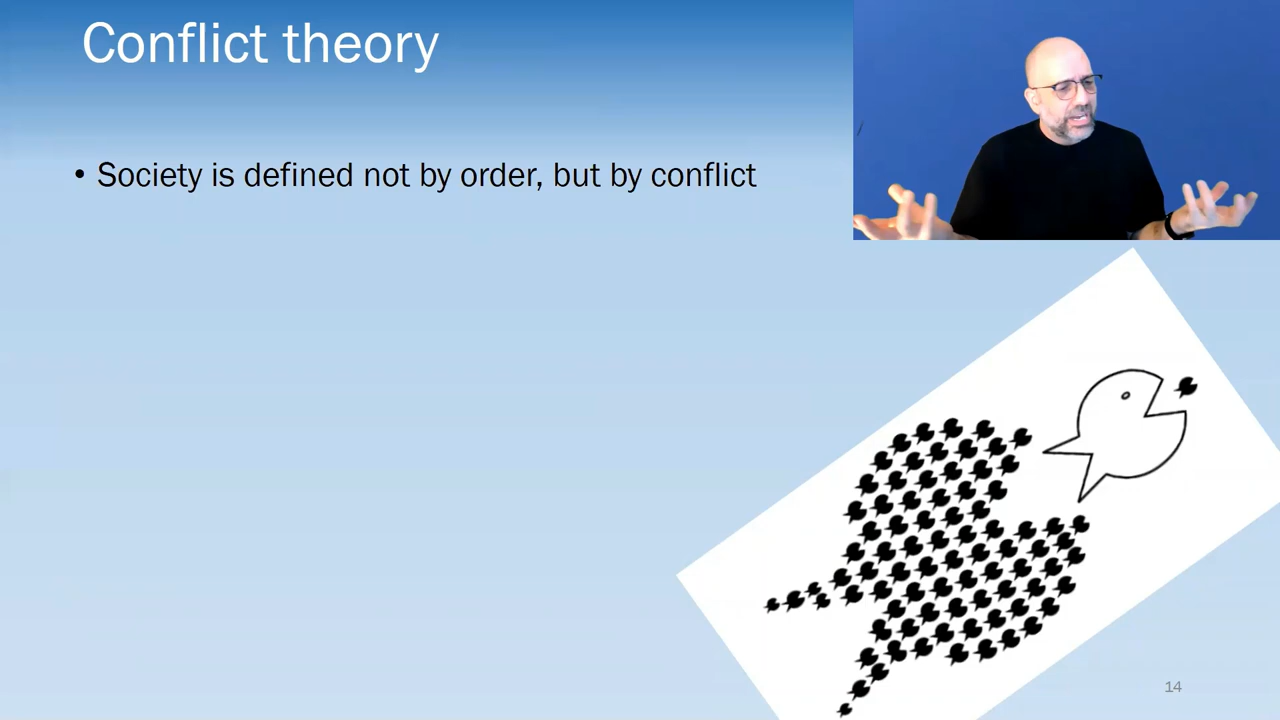 Conflict theory
• Society is defined not by order, but by conflict
14